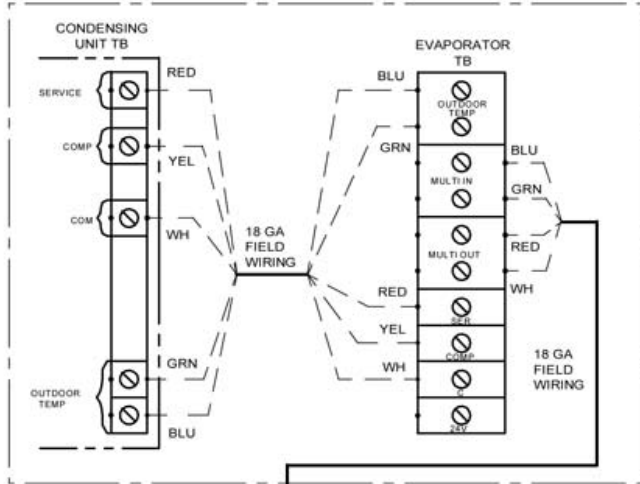 CONDENSING
UNIT TB
RED
SERVICE
COMP
YEL
COM
WH
18 GA
FIELD
WIRING
GRN
OUTDOOR
TEMP
BLU
EVAPORATOR
TB
BLU
OUTDOOR
TEMP
GRN
BLU
MULTI IN
GRN
MULTI OUT
RED
WH
RED
SER
YEL
COMP
WH
C
24V
18 GA
FIELD
WIRING